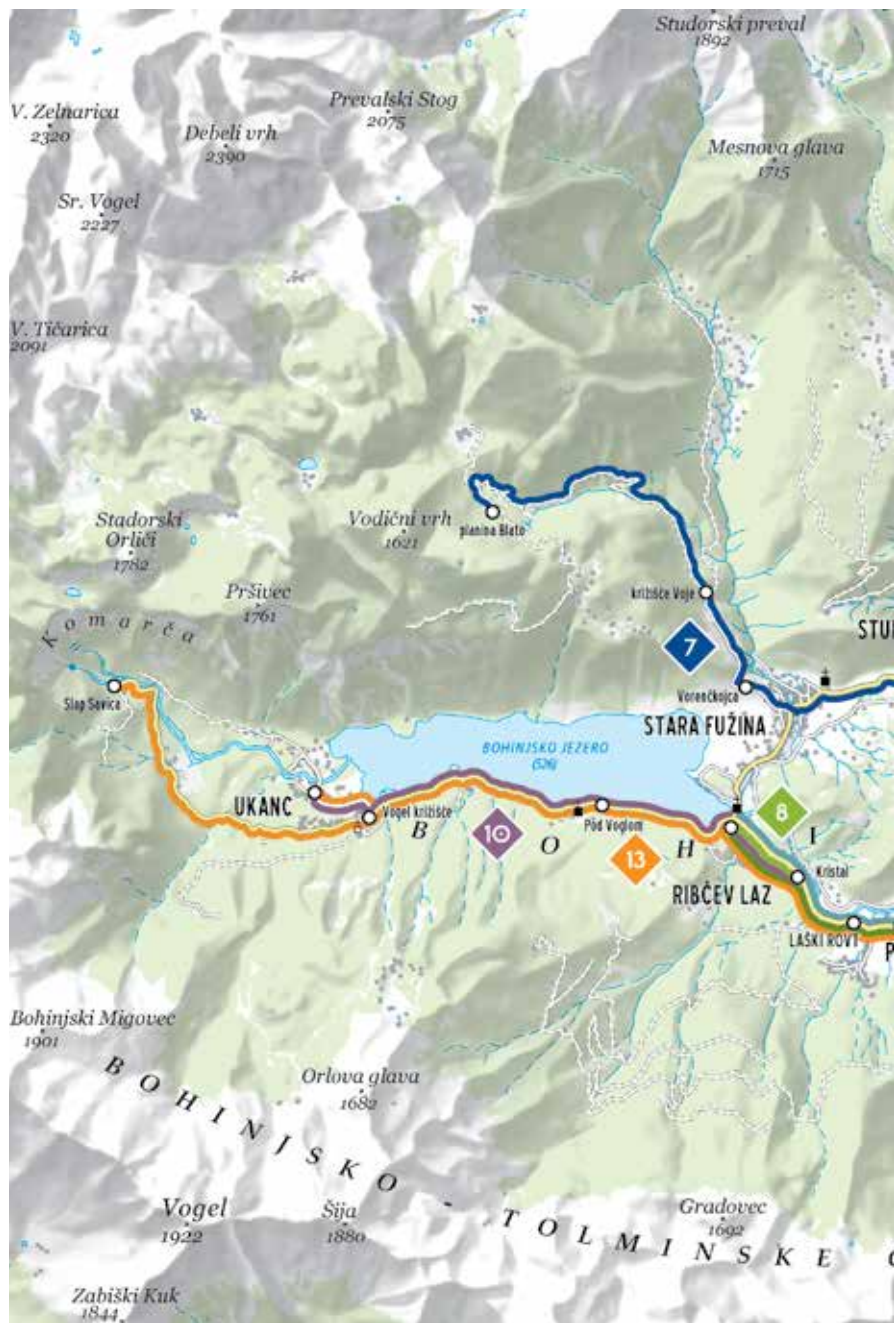 Studorski preval
1892
V. Zelnarica
2320
Prevalski Stog
2075
Debeli vrh
2390
Mesnova glava
1715
Sr. Vogel
2227
V. Tičarica
2091
planina Blato
Vodični vrh
1621
Stadorski
Orliči
1782
Pršivec
1761
križišče Voje
Komarča
7
STU
Slap Savica
Vorenčkojca
STARA FUŽINA
BOHINJSKO JEZERO
(526)
UKANC
Vogel križišče
B O H I
10
Pod Voglom
13
8
RIBČEV LAZ
Kristal
LAŠKI ROVT
P
Bohinjski Migovec
1901
Orlova glava
1682
BOHINJSKO - TOLMINSKE
Vogel
1922
Šija
1880
Gradovec
1692
Zabiški Kuk
1844